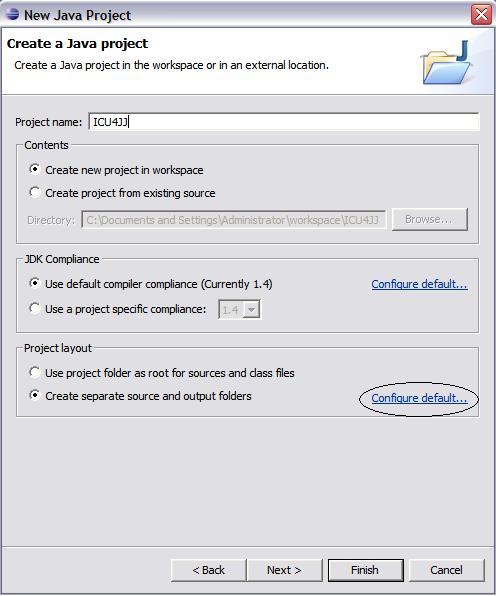 New Java Project
Create a Java project
Create a Java project in the workspace or in an external location.
Project name: ICU4JJ
Contents
Create new project in workspace
Create project from existing source
Directory: C:\Documents and Settings\Administrator\workspace\ICU4JJ Browse...
JDK Compliance
Use default compiler compliance (Currently 1.4) Configure default...
Use a project specific compliance: 1.4
Project layout
Use project folder as root for sources and class files
Create separate source and output folders Configure default...
< Back Next > Finish Cancel